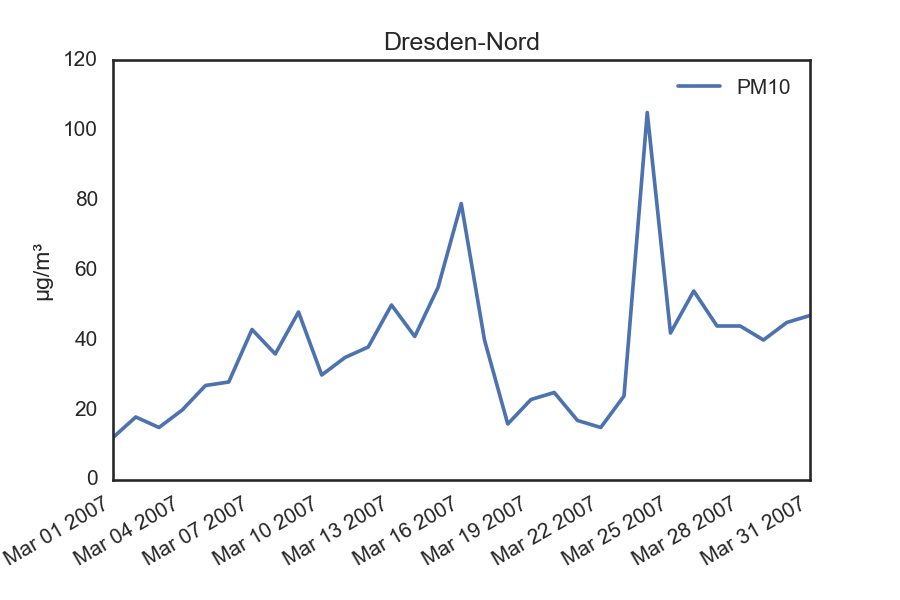 Dresden-Nord
120
100
80
60
40
20
0
µg/m³
PM10
Mar 01 2007
Mar 04 2007
Mar 07 2007
Mar 10 2007
Mar 13 2007
Mar 16 2007
Mar 19 2007
Mar 22 2007
Mar 25 2007
Mar 28 2007
Mar 31 2007